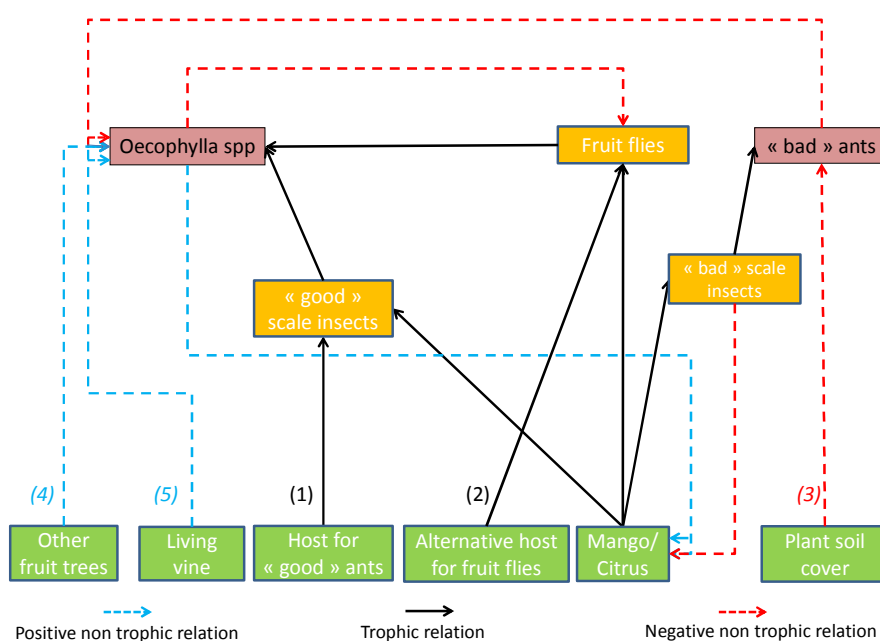 Oecophylla spp
Fruit flies
« bad » ants
« good »
scale insects
« bad » scale
insects
(4)
(5)
(1)
(2)
(3)
Other
fruit trees
Living
vine
Host for
« good » ants
Alternative host
for fruit flies
Mango/
Citrus
Plant soil
cover
Positive non trophic relation
Trophic relation
Negative non trophic relation